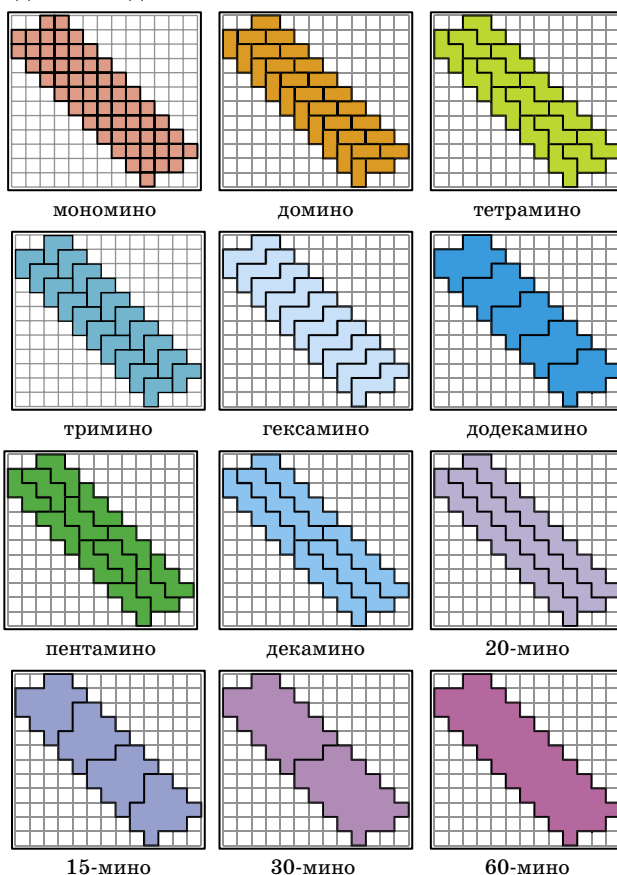 мономино домино тетрамино
тримино гексамино додекамино
пентамино декамино 20-мино
15-мино 30-мино 60-мино